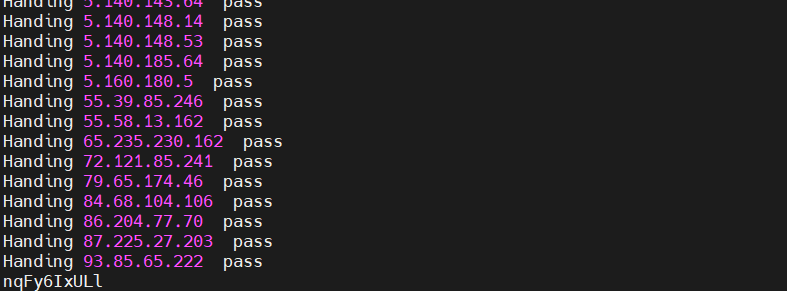 Handing 5.140.143.64  pass
Handing 5.140.148.14  pass
Handing 5.140.148.53  pass
Handing 5.140.185.64  pass
Handing 5.160.180.5  pass
Handing 55.39.85.246  pass
Handing 55.58.13.162  pass
Handing 65.235.230.162  pass
Handing 72.121.85.241  pass
Handing 79.65.174.46  pass
Handing 84.68.104.106  pass
Handing 86.204.77.70  pass
Handing 87.225.27.203  pass
Handing 93.85.65.222  pass
nqFy6IxULl